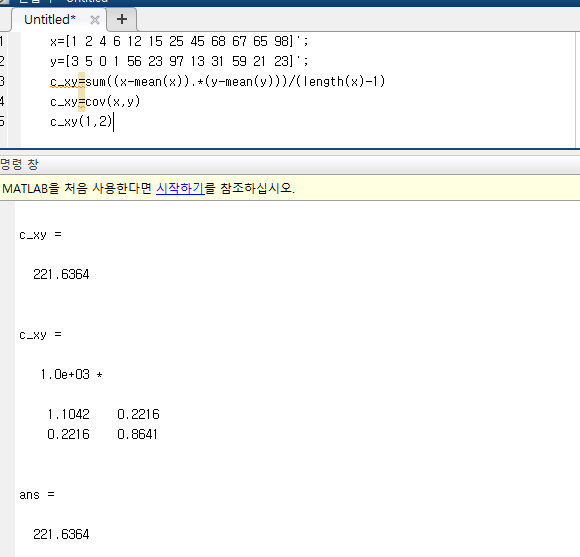 Untitled*
1 x=[1 2 4 6 12 15 25 45 68 67 65 98]';
2 y=[3 5 0 1 56 23 97 13 31 59 21 23]';
3 c_xy=sum((x-mean(x)).*(y-mean(y)))/(length(x)-1)
4 c_xy=cov(x,y)
5 c_xy(1,2)
명령 창
MATLAB을 처음 사용한다면 시작하기를 참조하십시오.
c_xy =
221.6364
c_xy =
1.0e+03 *
1.1042 0.2216
0.2216 0.8641
ans =
221.6364